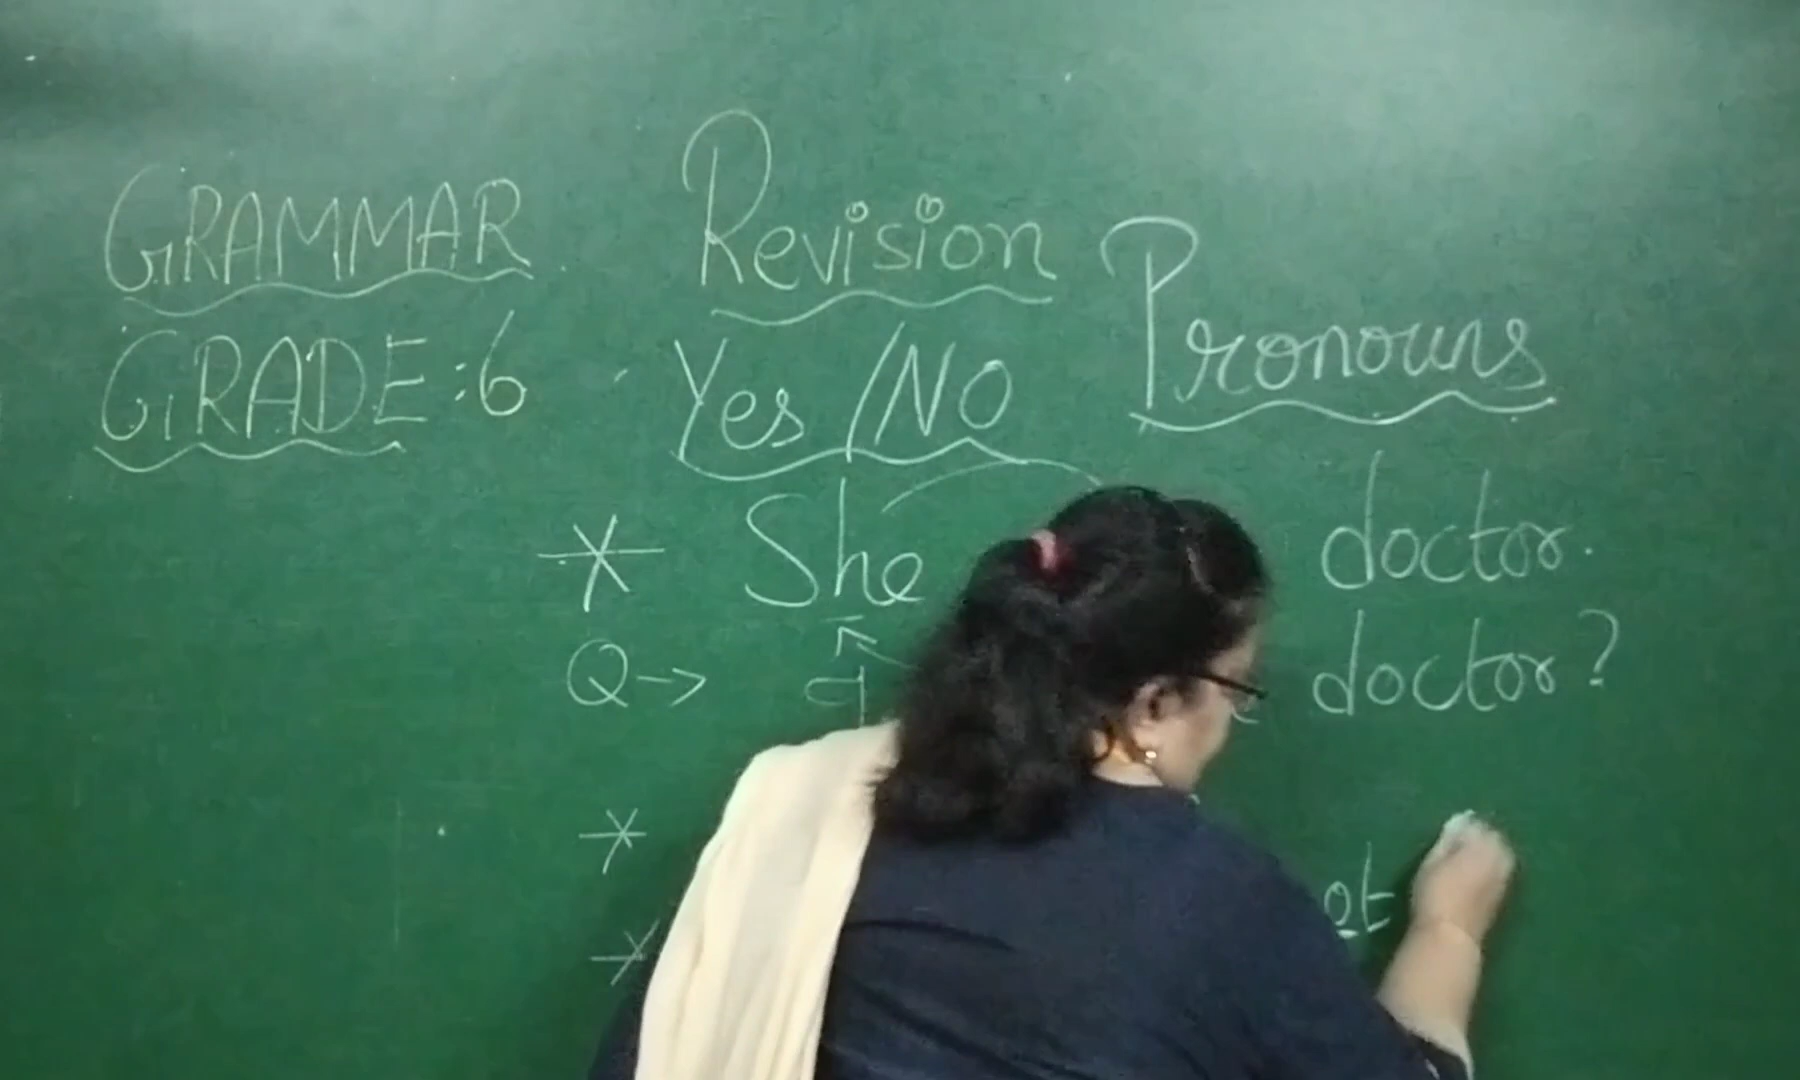 GRAMMAR Revision Pronouns
GRADE:6 Yes/NO
* She doctor.
Q→ doctor?
*
*